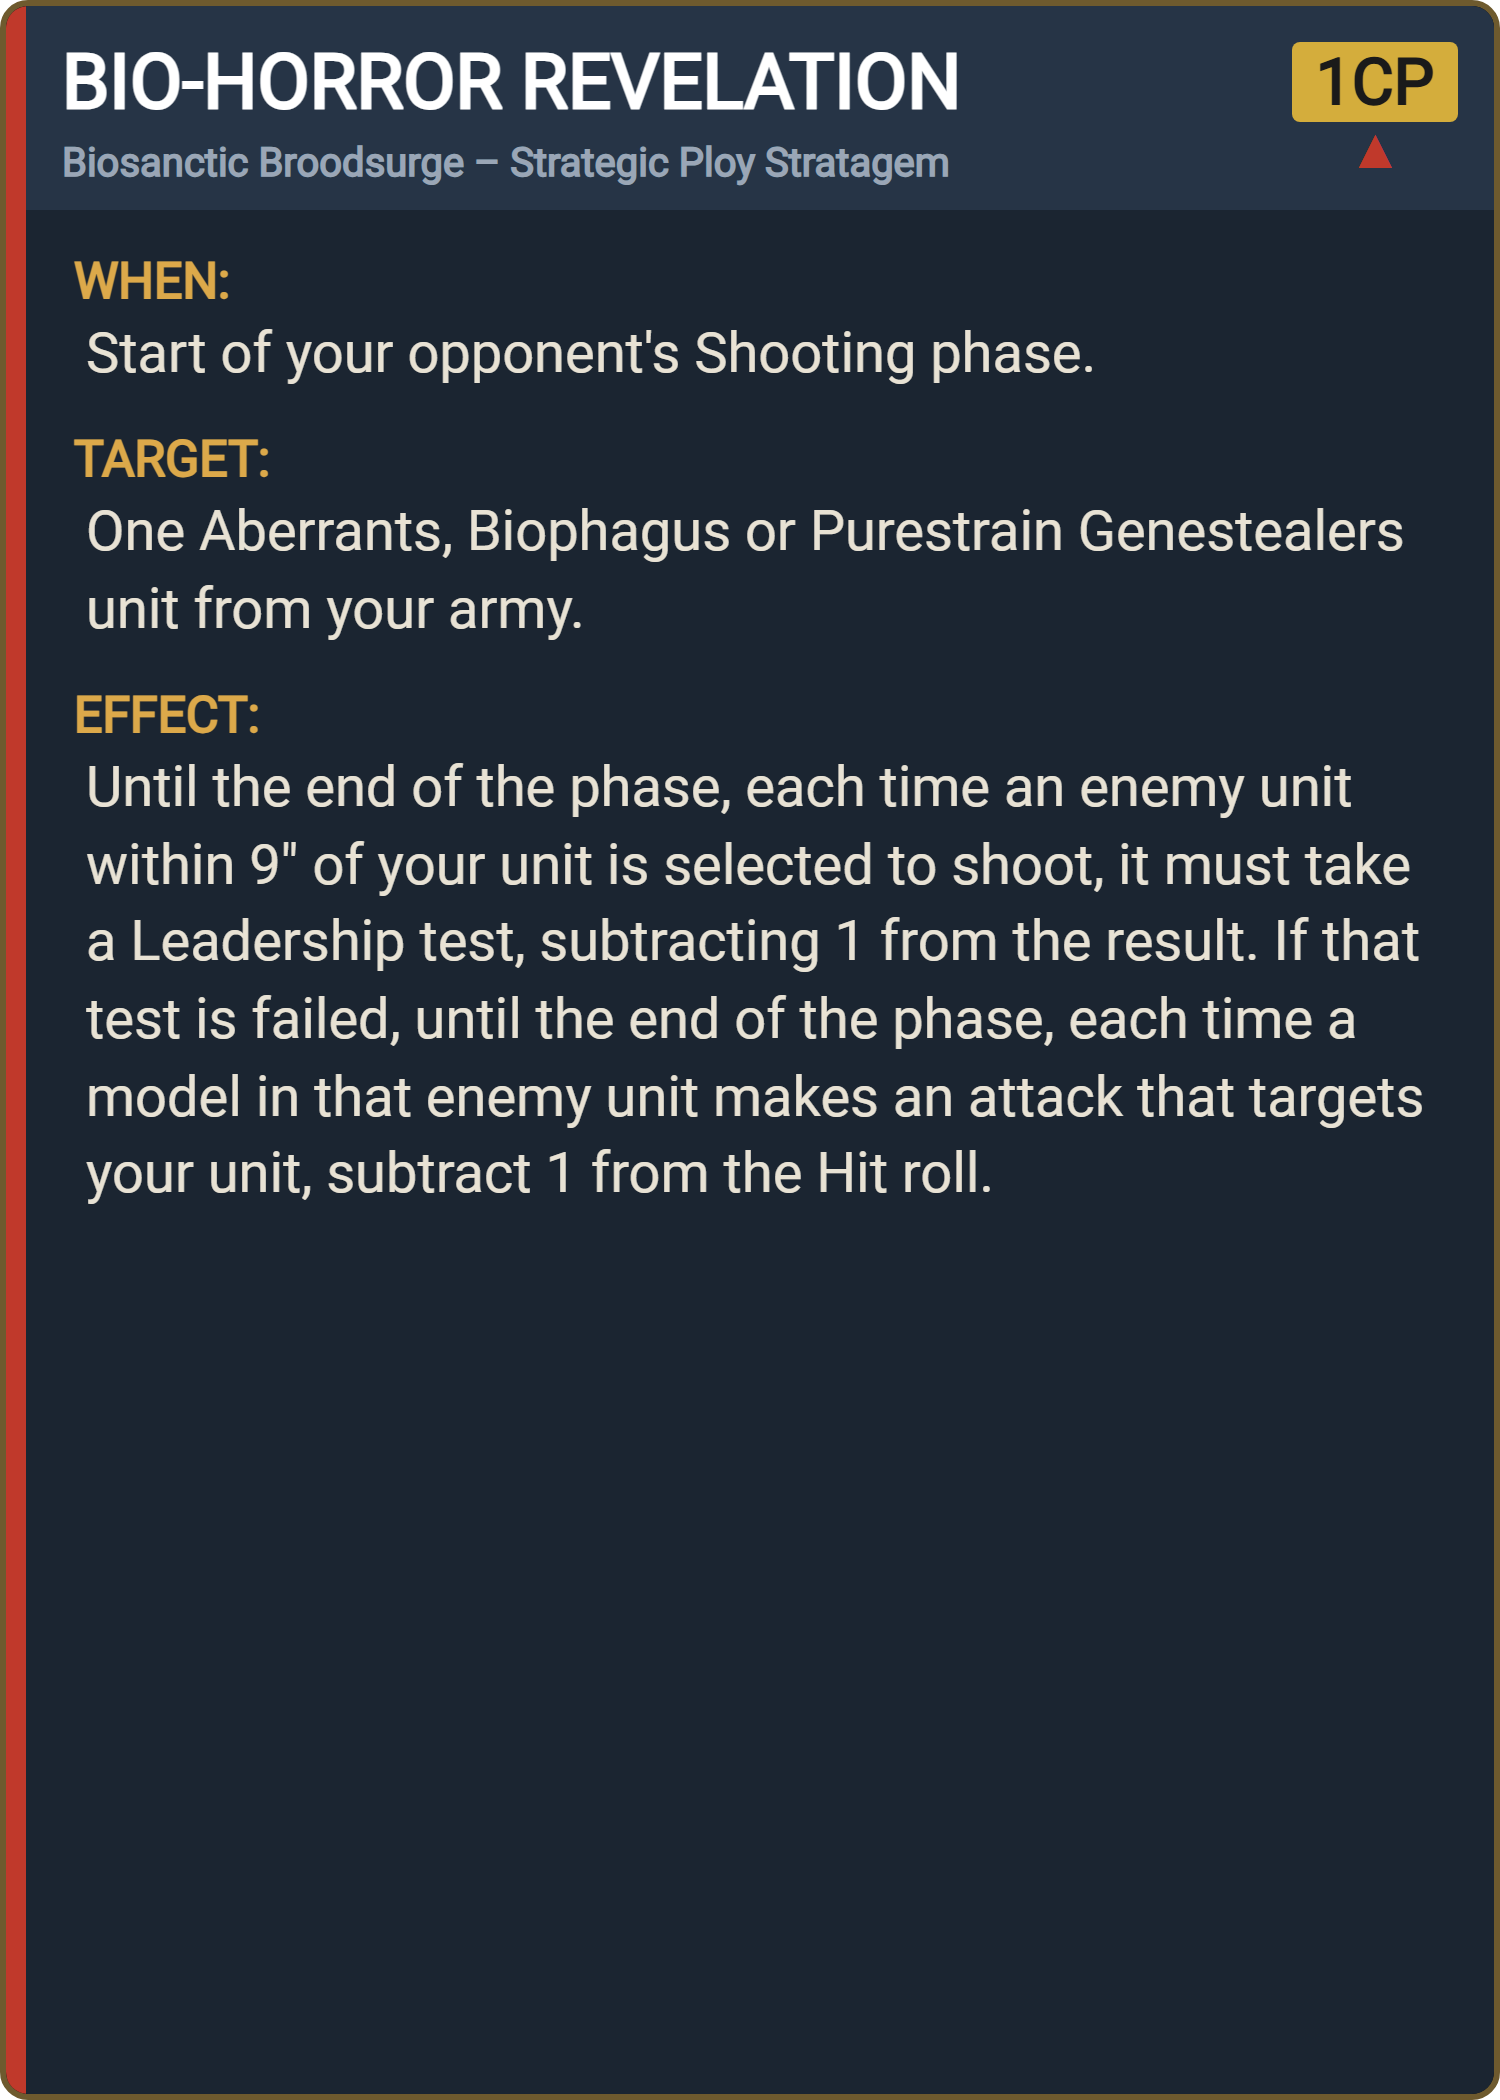 BIO-HORROR REVELATION
1CP
Biosanctic Broodsurge – Strategic Ploy Stratagem
WHEN:
Start of your opponent's Shooting phase.
TARGET:
One Aberrants, Biophagus or Purestrain Genestealers
unit from your army.
EFFECT:
Until the end of the phase, each time an enemy unit
within 9" of your unit is selected to shoot, it must take
a Leadership test, subtracting 1 from the result. If that
test is failed, until the end of the phase, each time a
model in that enemy unit makes an attack that targets
your unit, subtract 1 from the Hit roll.